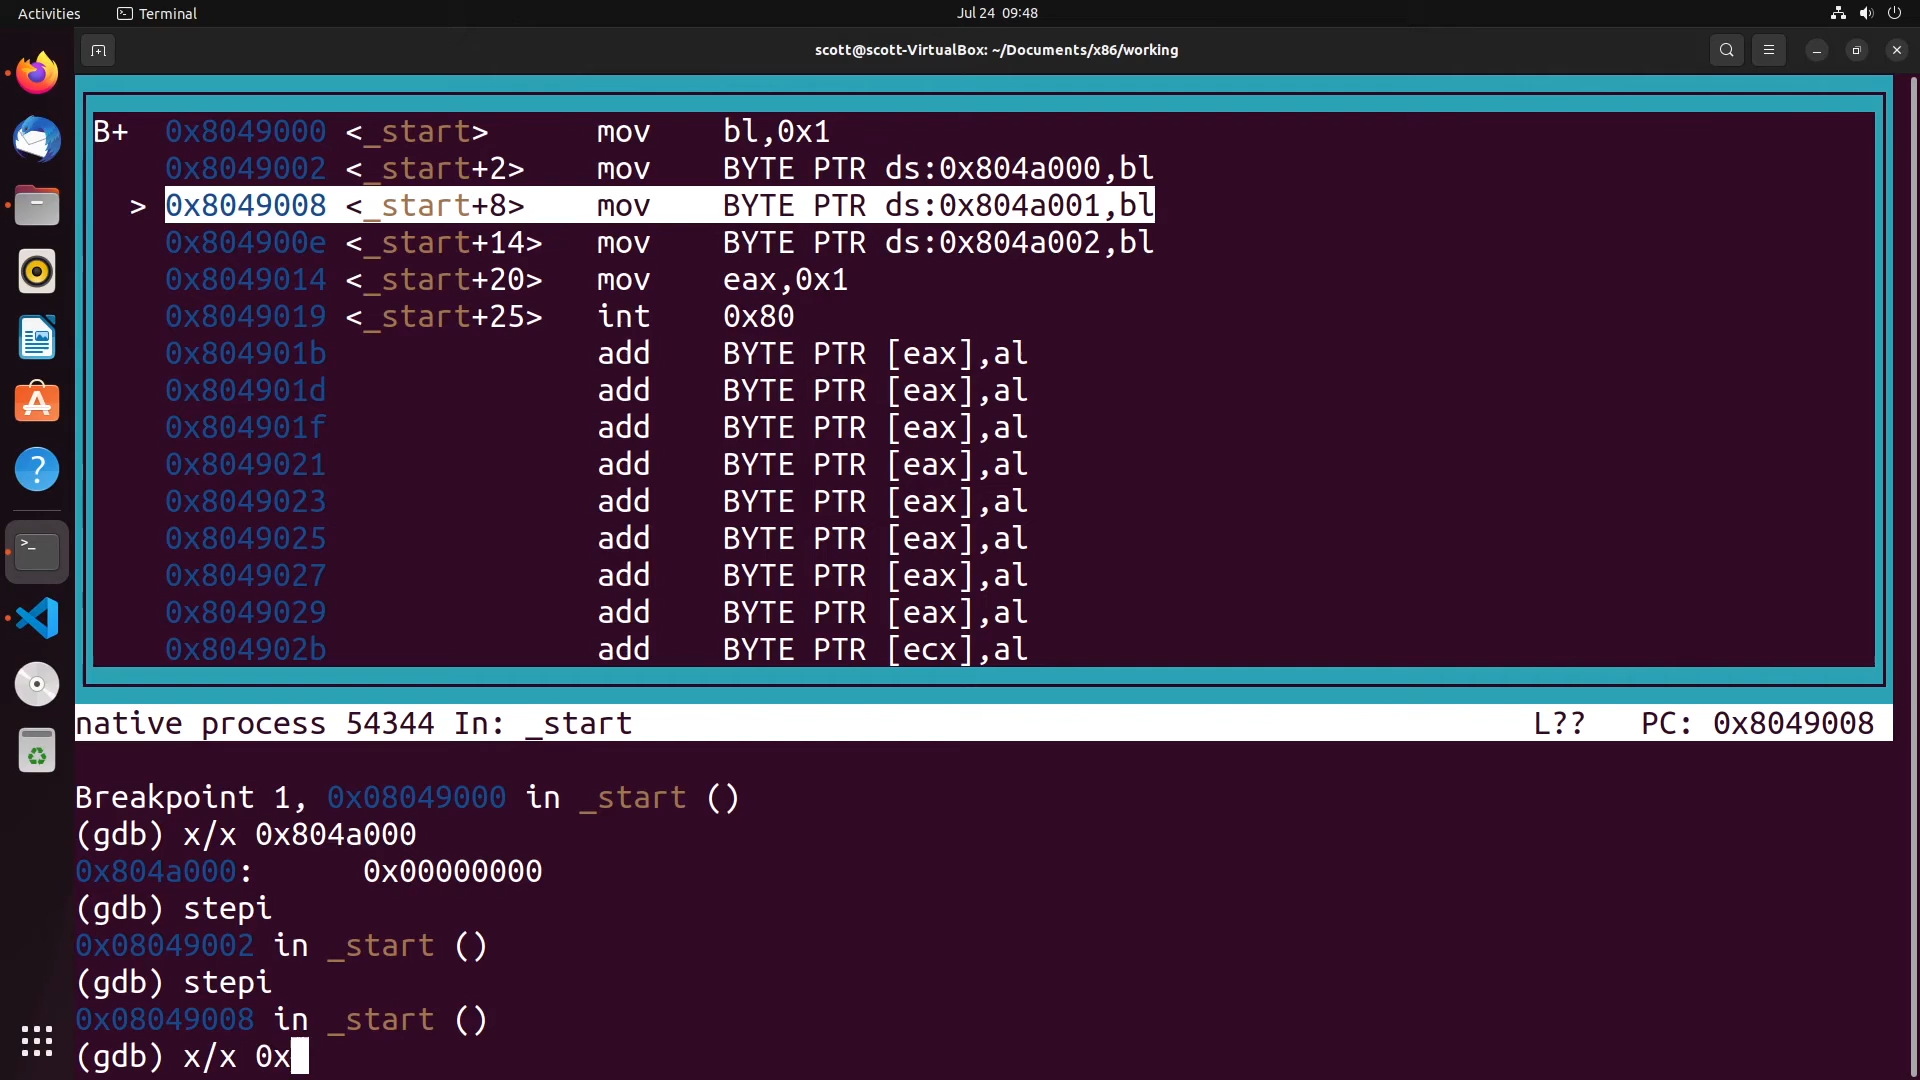 Activities Terminal Jul 24 09:48
scott@scott-VirtualBox: ~/Documents/x86/working
B+ 0x8049000 <_start> mov bl,0x1
0x8049002 <_start+2> mov BYTE PTR ds:0x804a000,bl
> 0x8049008 <_start+8> mov BYTE PTR ds:0x804a001,bl
0x804900e <_start+14> mov BYTE PTR ds:0x804a002,bl
0x8049014 <_start+20> mov eax,0x1
0x8049019 <_start+25> int 0x80
0x804901b add BYTE PTR [eax],al
0x804901d add BYTE PTR [eax],al
0x804901f add BYTE PTR [eax],al
0x8049021 add BYTE PTR [eax],al
0x8049023 add BYTE PTR [eax],al
0x8049025 add BYTE PTR [eax],al
0x8049027 add BYTE PTR [eax],al
0x8049029 add BYTE PTR [eax],al
0x804902b add BYTE PTR [ecx],al
native process 54344 In: _start L?? PC: 0x8049008
Breakpoint 1, 0x08049000 in _start ()
(gdb) x/x 0x804a000
0x804a000: 0x00000000
(gdb) stepi
0x08049002 in _start ()
(gdb) stepi
0x08049008 in _start ()
(gdb) x/x 0x